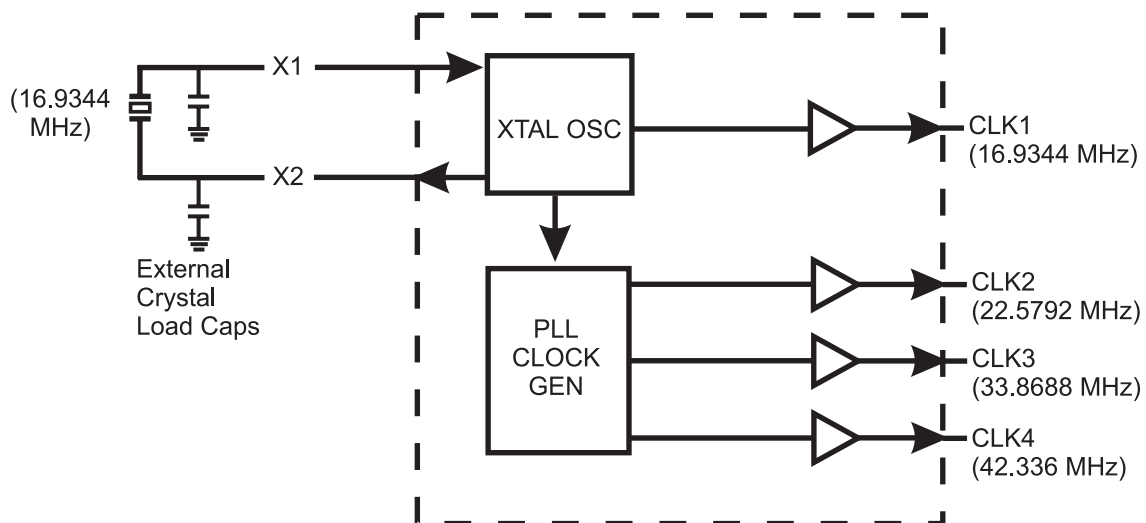 (16.9344
MHz)
X1
X2
External
Crystal
Load Caps
XTAL OSC
PLL
CLOCK
GEN
CLK1
(16.9344 MHz)
CLK2
(22.5792 MHz)
CLK3
(33.8688 MHz)
CLK4
(42.336 MHz)